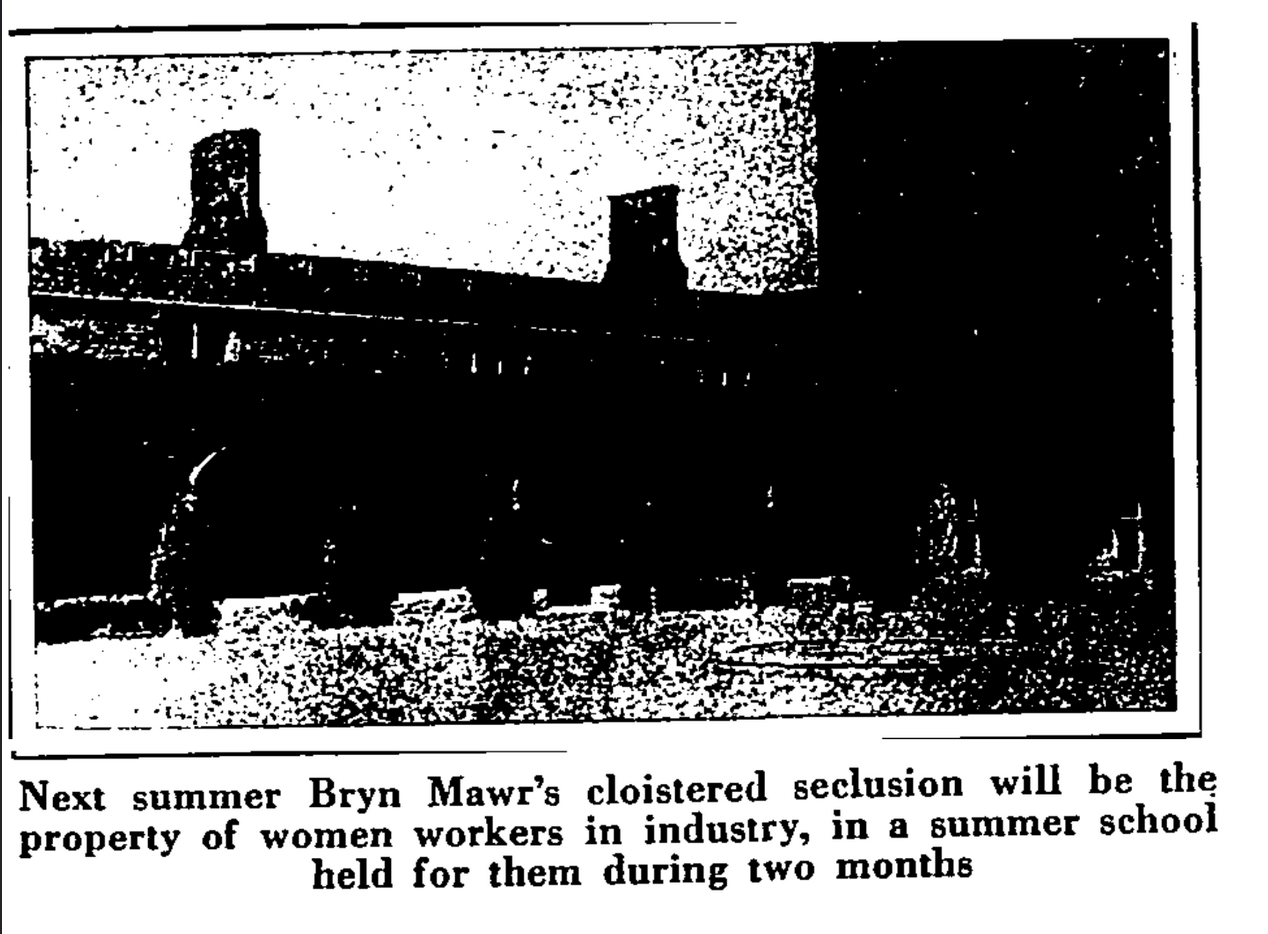 Next summer Bryn Mawr's cloistered seclusion will be the
property of women workers in industry, in a summer school
held for them during two months